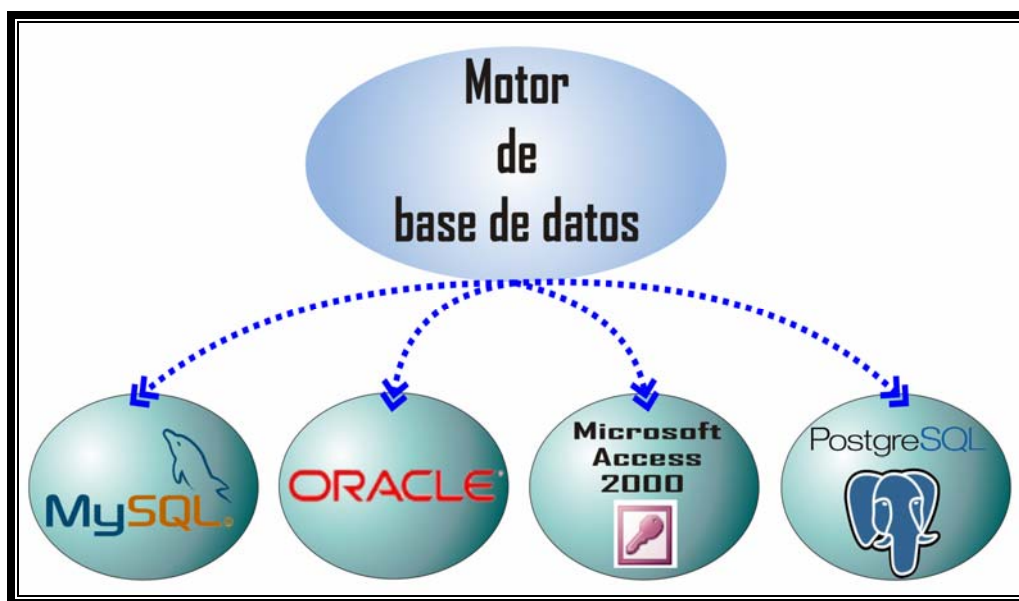 Motor
de
base de datos
MySQL®
ORACLE®
Microsoft
Access
2000
PostgreSQL